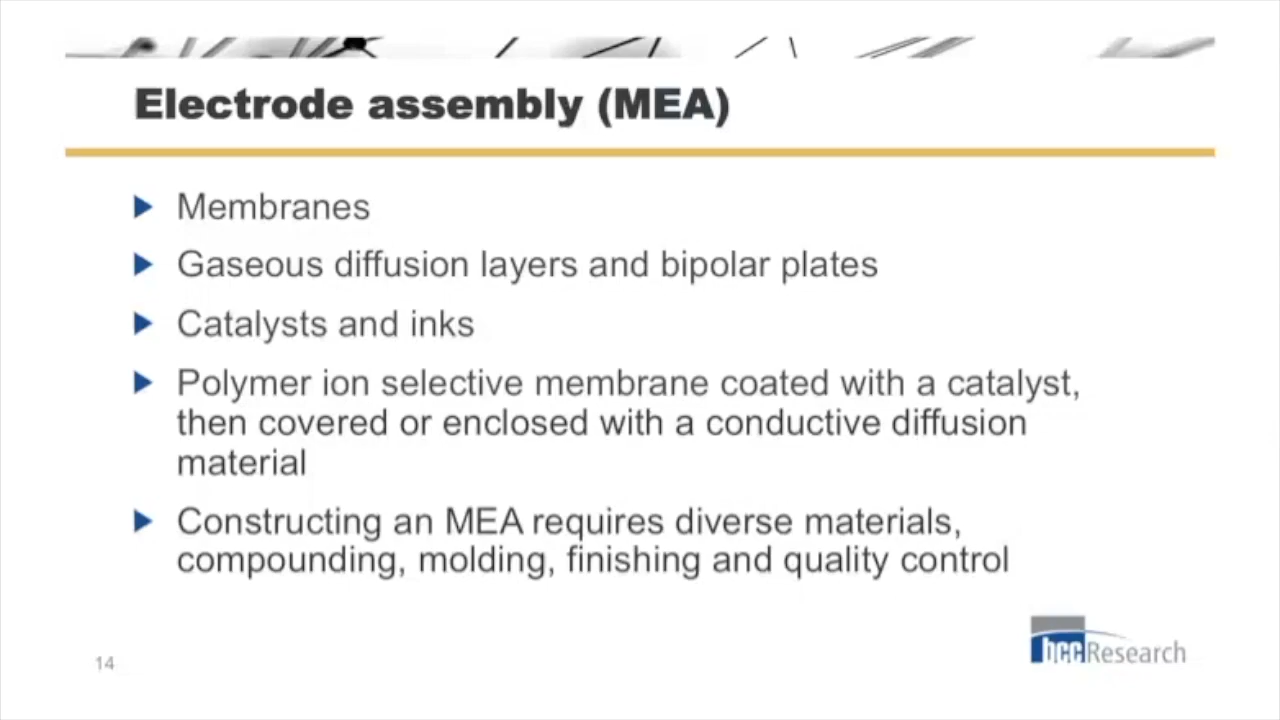 Electrode assembly (MEA)
Membranes
Gaseous diffusion layers and bipolar plates
Catalysts and inks
Polymer ion selective membrane coated with a catalyst,
then covered or enclosed with a conductive diffusion
material
Constructing an MEA requires diverse materials,
compounding, molding, finishing and quality control
14
bcc Research